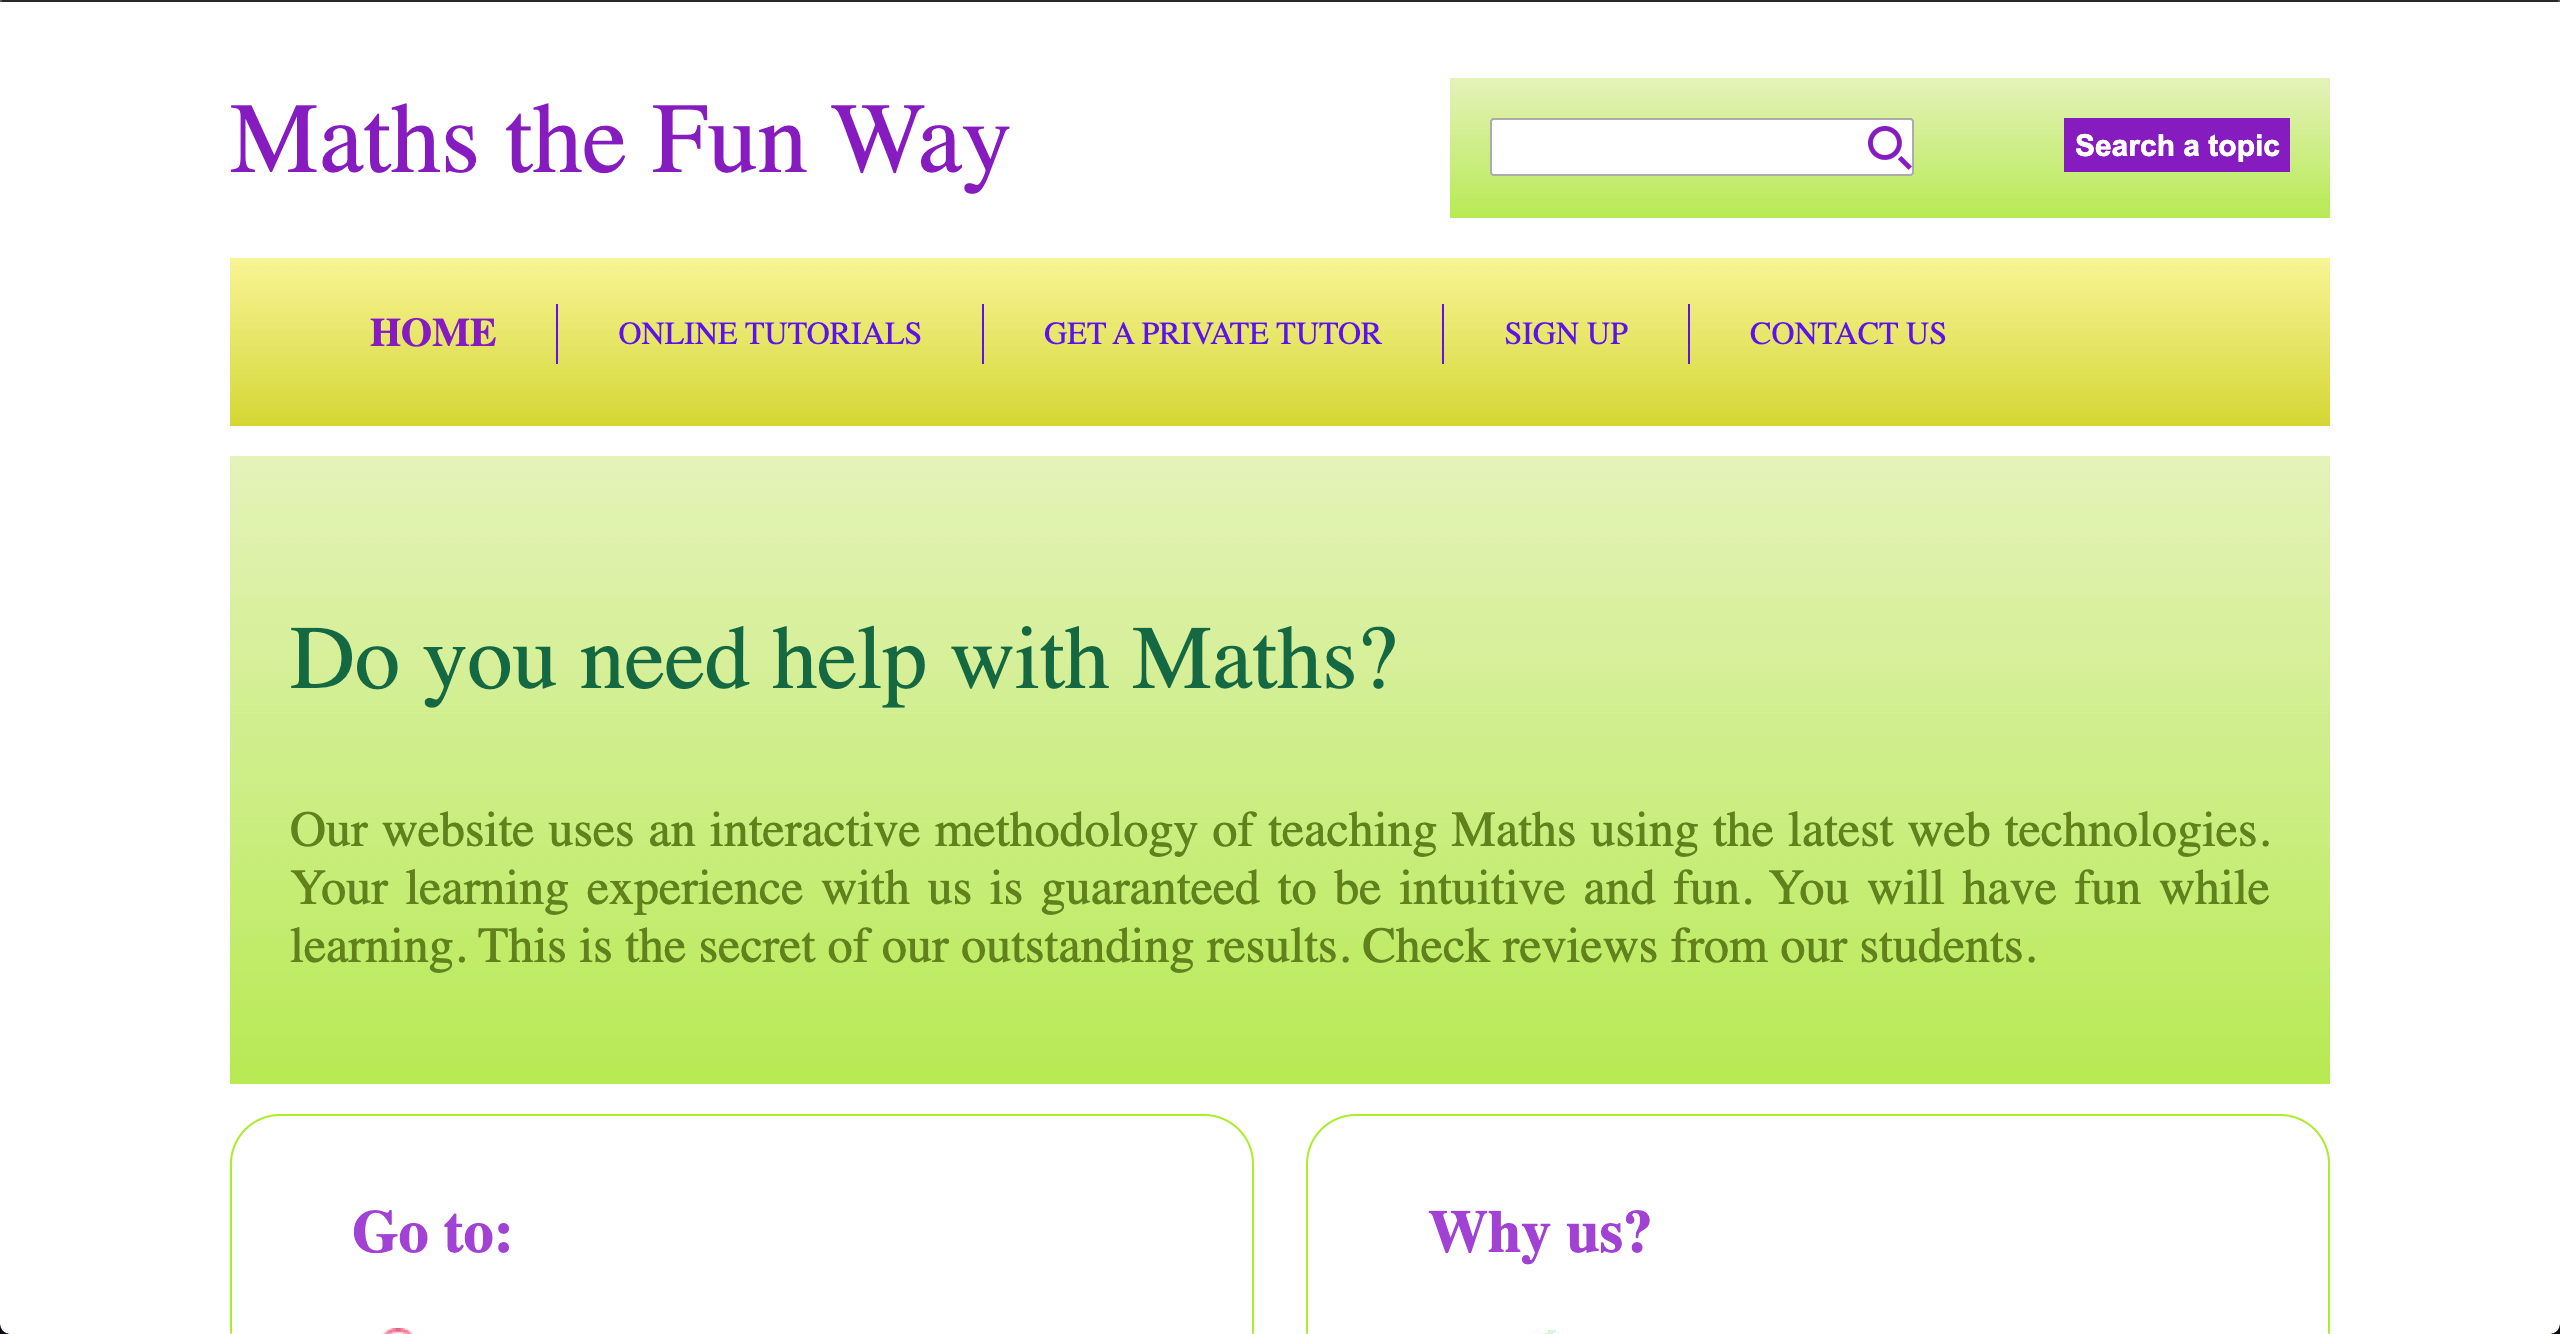 Maths the Fun Way
Search a topic
HOME
ONLINE TUTORIALS
GET A PRIVATE TUTOR
SIGN UP
CONTACT US
Do you need help with Maths?
Our website uses an interactive methodology of teaching Maths using the latest web technologies.
Your learning experience with us is guaranteed to be intuitive and fun. You will have fun while
learning. This is the secret of our outstanding results. Check reviews from our students.
Go to:
Why us?